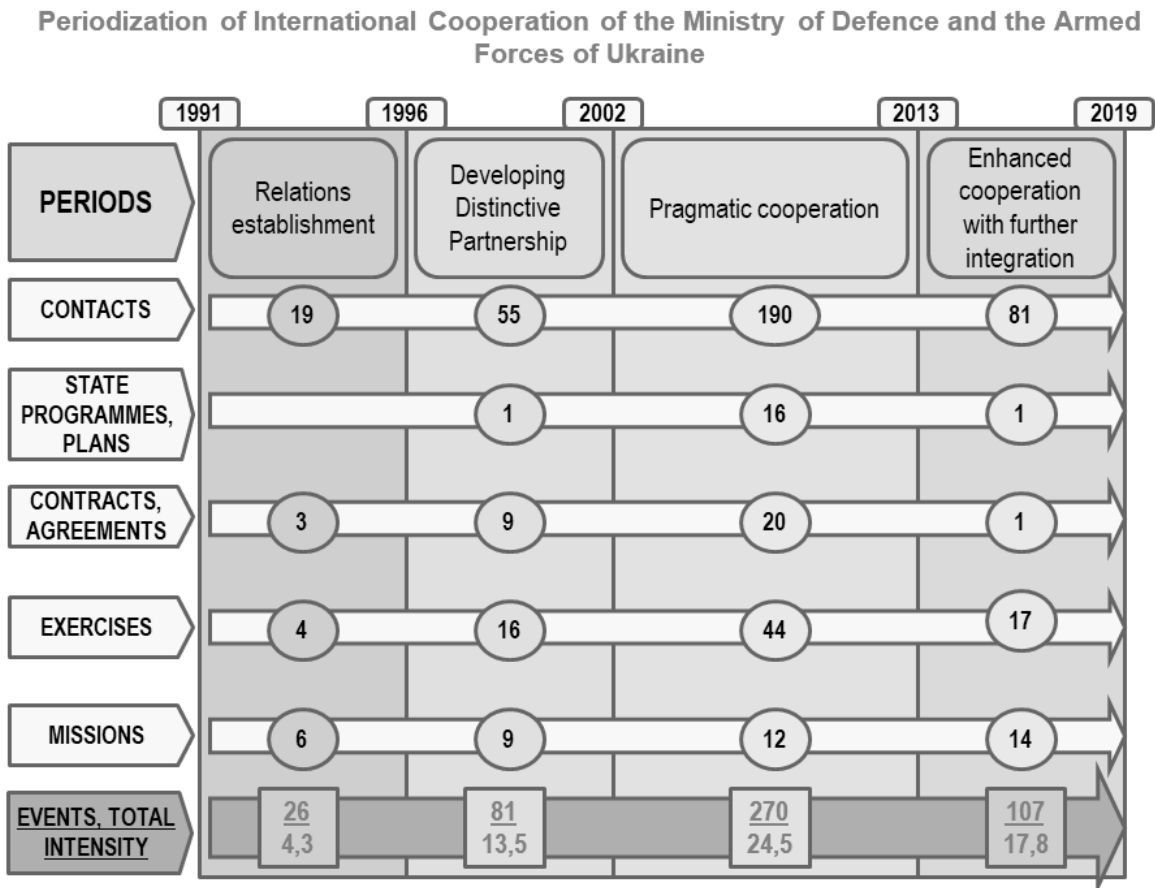 Periodization of International Cooperation of the Ministry of Defence and the Armed
Forces of Ukraine
1991 1996 2002 2013 2019
PERIODS
Relations
establishment
Developing
Distinctive
Partnership
Pragmatic cooperation
Enhanced
cooperation
with further
integration
CONTACTS
19 55 190 81
STATE
PROGRAMMES,
PLANS
1 16 1
CONTRACTS,
AGREEMENTS
3 9 20 1
EXERCISES
4 16 44 17
MISSIONS
6 9 12 14
EVENTS, TOTAL
INTENSITY
26 81 270 107
4,3 13,5 24,5 17,8